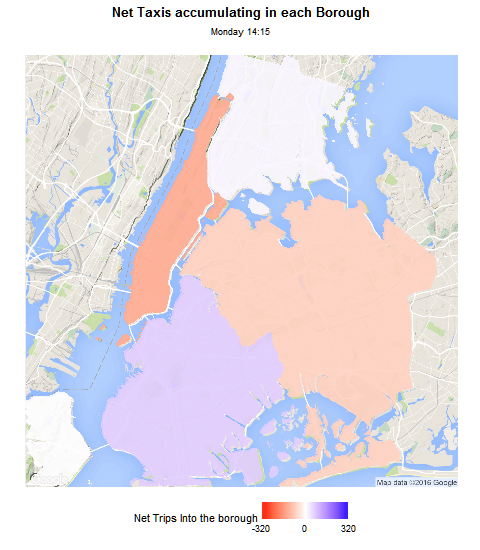 Net Taxis accumulating in each Borough
Monday 14:15
Map data ©2016 Google
Net Trips Into the borough
-320 0 320